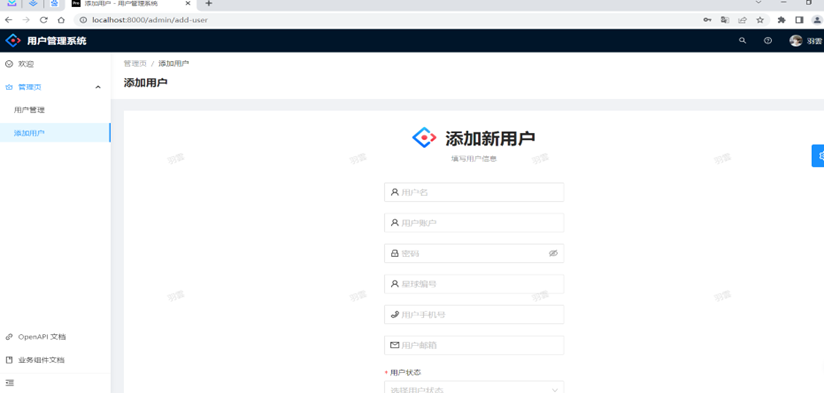 添加用户 - 用户管理系统
localhost:8000/admin/add-user
用户管理系统
羽雲
欢迎
管理页
用户管理
添加用户
管理页 / 添加用户
添加用户
添加新用户
填写用户信息
用户名
用户账户
密码
星球编号
用户手机号
用户邮箱
* 用户状态
选择用户状态
OpenAPI 文档
业务组件文档
羽雲
羽雲
羽雲
羽雲
羽雲
羽雲
羽雲
羽雲